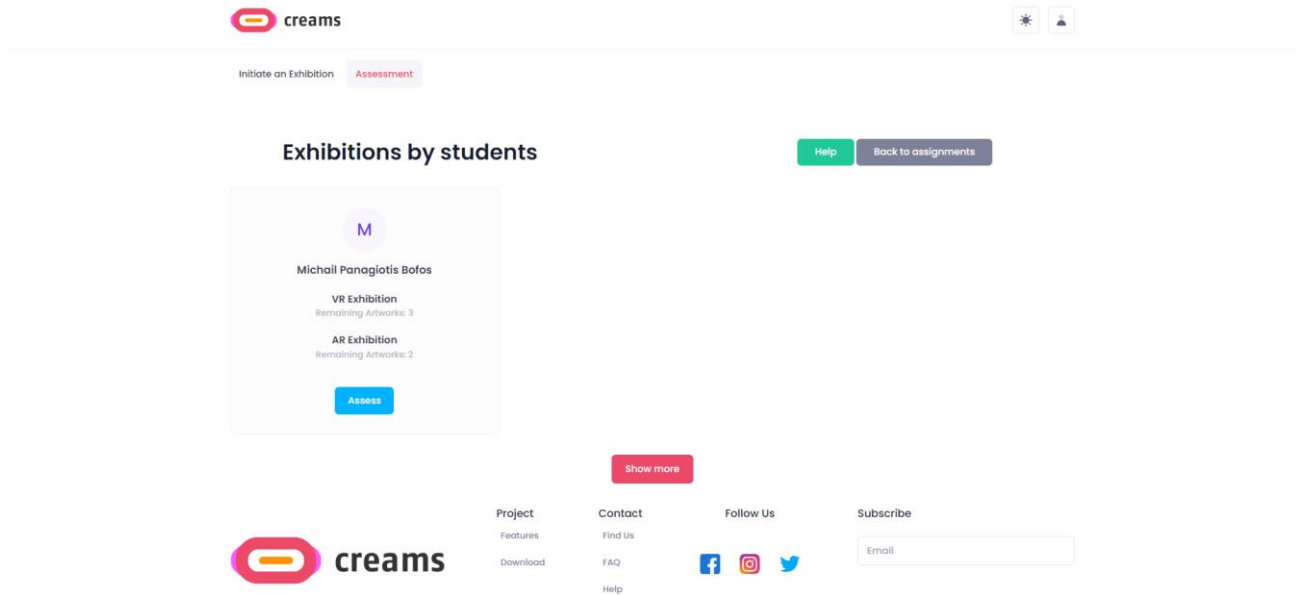 creams
Initiate an Exhibition Assessment
Exhibitions by students
Help Back to assignments
M
Michail Panagiotis Bofos
VR Exhibition
Remaining Artworks: 3
AR Exhibition
Remaining Artworks: 2
Assess
Show more
creams
Project
Features
Download
Contact
Find Us
FAQ
Help
Follow Us
Subscribe
Email